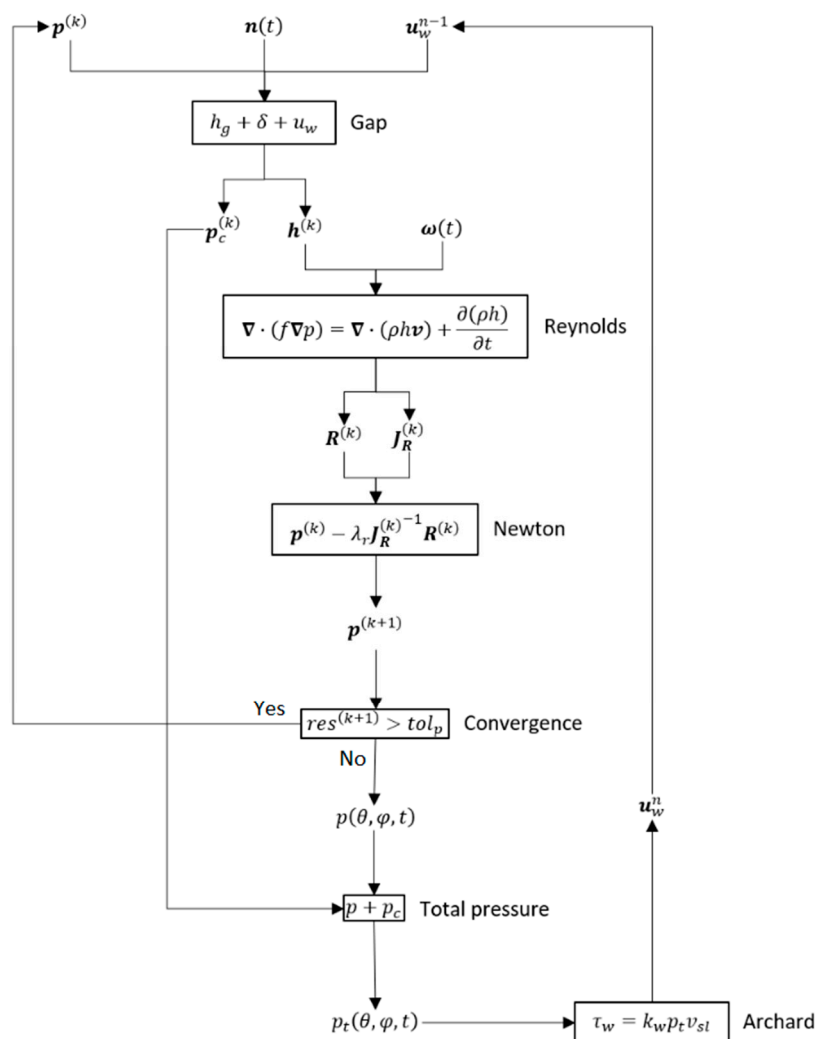 𝒑^(k) 𝒏(t) 𝒖_w^{n-1}
h_g + δ + u_w Gap
𝒑_c^(k) 𝒉^(k) 𝝎(t)
𝛁 · (f𝛁p) = 𝛁 · (ρh𝒗) + ∂(ρh)/∂t Reynolds
𝑹^(k) 𝑱_𝑹^(k)
𝒑^(k) − λ_r 𝑱_𝑹^(k)^{-1} 𝑹^(k) Newton
𝒑^(k+1)
Yes
res^(k+1) > tol_p Convergence
No
𝒖_w^n
p(θ, φ, t)
p + p_c Total pressure
p_t(θ, φ, t) τ_w = k_w p_t v_sl Archard